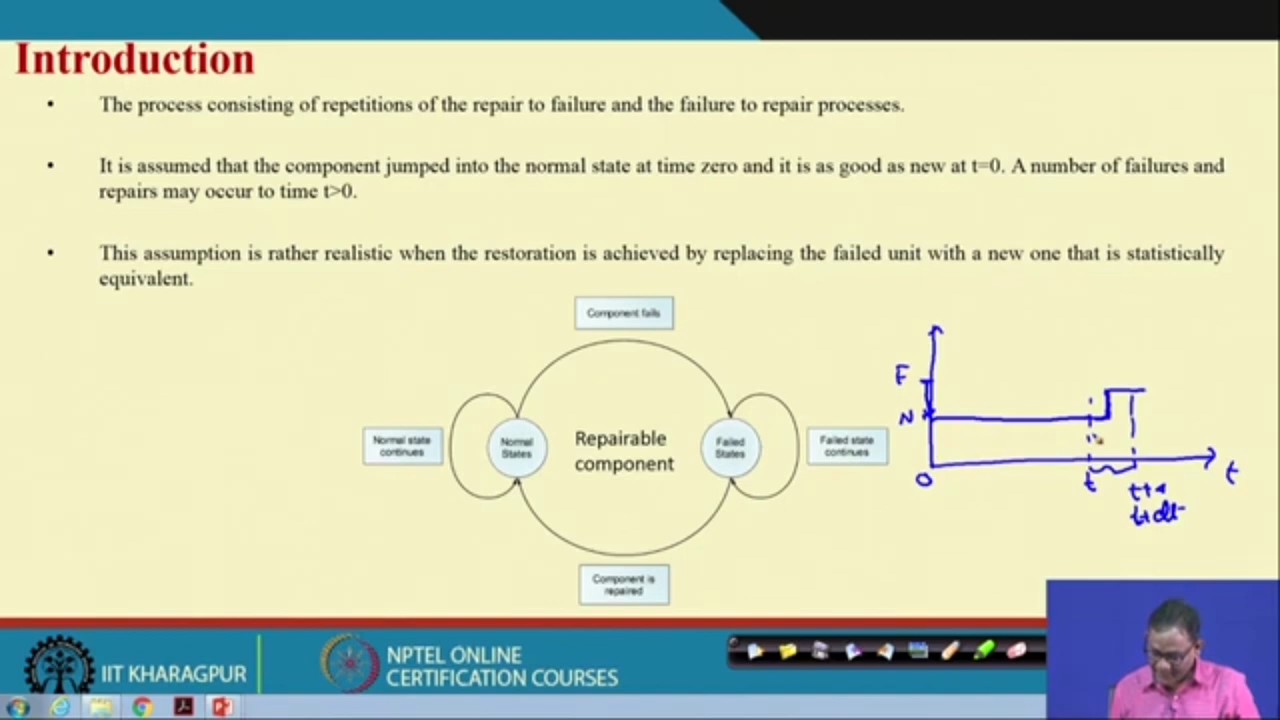 Introduction
• The process consisting of repetitions of the repair to failure and the failure to repair processes.
• It is assumed that the component jumped into the normal state at time zero and it is as good as new at t=0. A number of failures and
repairs may occur to time t>0.
• This assumption is rather realistic when the restoration is achieved by replacing the failed unit with a new one that is statistically
equivalent.
Component fails
Normal state
continues
Normal
States
Repairable
component
Failed
States
Failed state
continues
Component is
repaired
F
N
O
t
t+dt
t
IIT KHARAGPUR
NPTEL ONLINE
CERTIFICATION COURSES